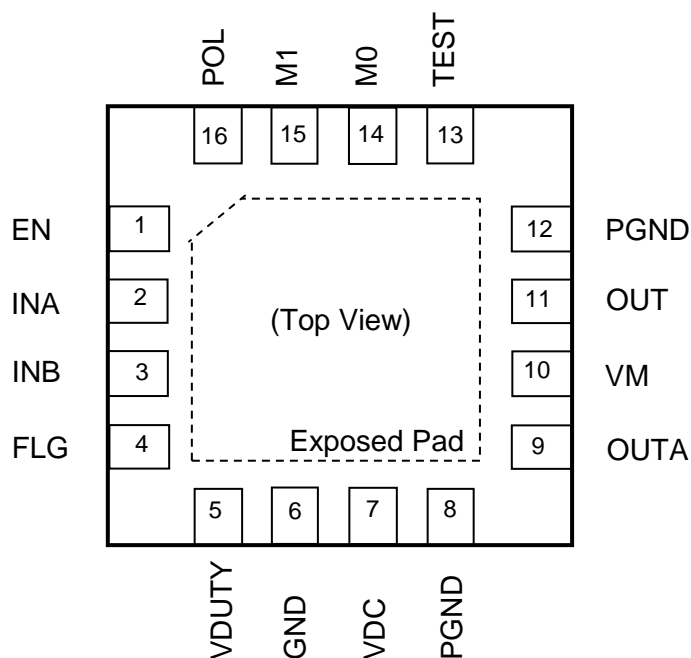 POL
M1
M0
TEST
16
15
14
13
EN
1
12
PGND
INA
2
11
OUT
(Top View)
INB
3
10
VM
FLG
4
Exposed Pad
9
OUTA
5
6
7
8
VDUTY
GND
VDC
PGND